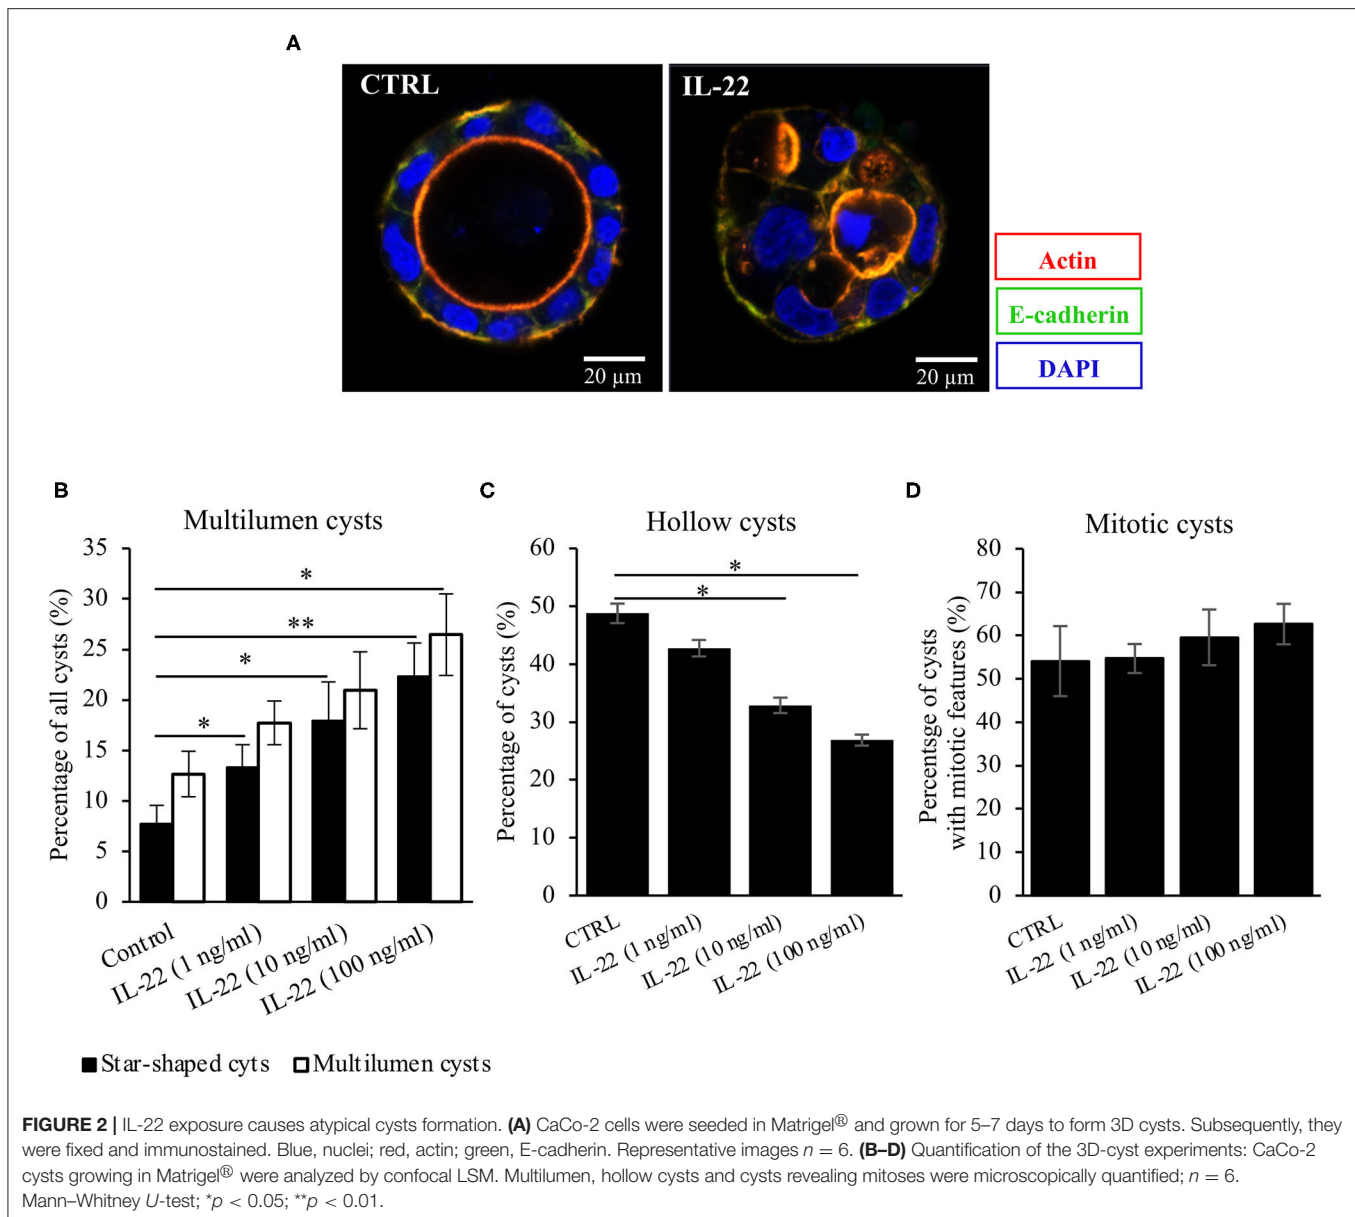 A
CTRL
IL-22
20 µm
20 µm
Actin
E-cadherin
DAPI
B
Multilumen cysts
Percentage of all cysts (%)
35
30
25
20
15
10
5
0
*
**
*
*
Control
IL-22 (1 ng/ml)
IL-22 (10 ng/ml)
IL-22 (100 ng/ml)
Star-shaped cyts
Multilumen cysts
C
Hollow cysts
Percentage of cysts (%)
60
50
40
30
20
10
0
*
*
CTRL
IL-22 (1 ng/ml)
IL-22 (10 ng/ml)
IL-22 (100 ng/ml)
D
Mitotic cysts
Percentsge of cysts
with mitotic features (%)
80
70
60
50
40
30
20
10
0
CTRL
IL-22 (1 ng/ml)
IL-22 (10 ng/ml)
IL-22 (100 ng/ml)
FIGURE 2 | IL-22 exposure causes atypical cysts formation. (A) CaCo-2 cells were seeded in Matrigel® and grown for 5–7 days to form 3D cysts. Subsequently, they
were fixed and immunostained. Blue, nuclei; red, actin; green, E-cadherin. Representative images n = 6. (B–D) Quantification of the 3D-cyst experiments: CaCo-2
cysts growing in Matrigel® were analyzed by confocal LSM. Multilumen, hollow cysts and cysts revealing mitoses were microscopically quantified; n = 6.
Mann–Whitney U-test; *p < 0.05; **p < 0.01.